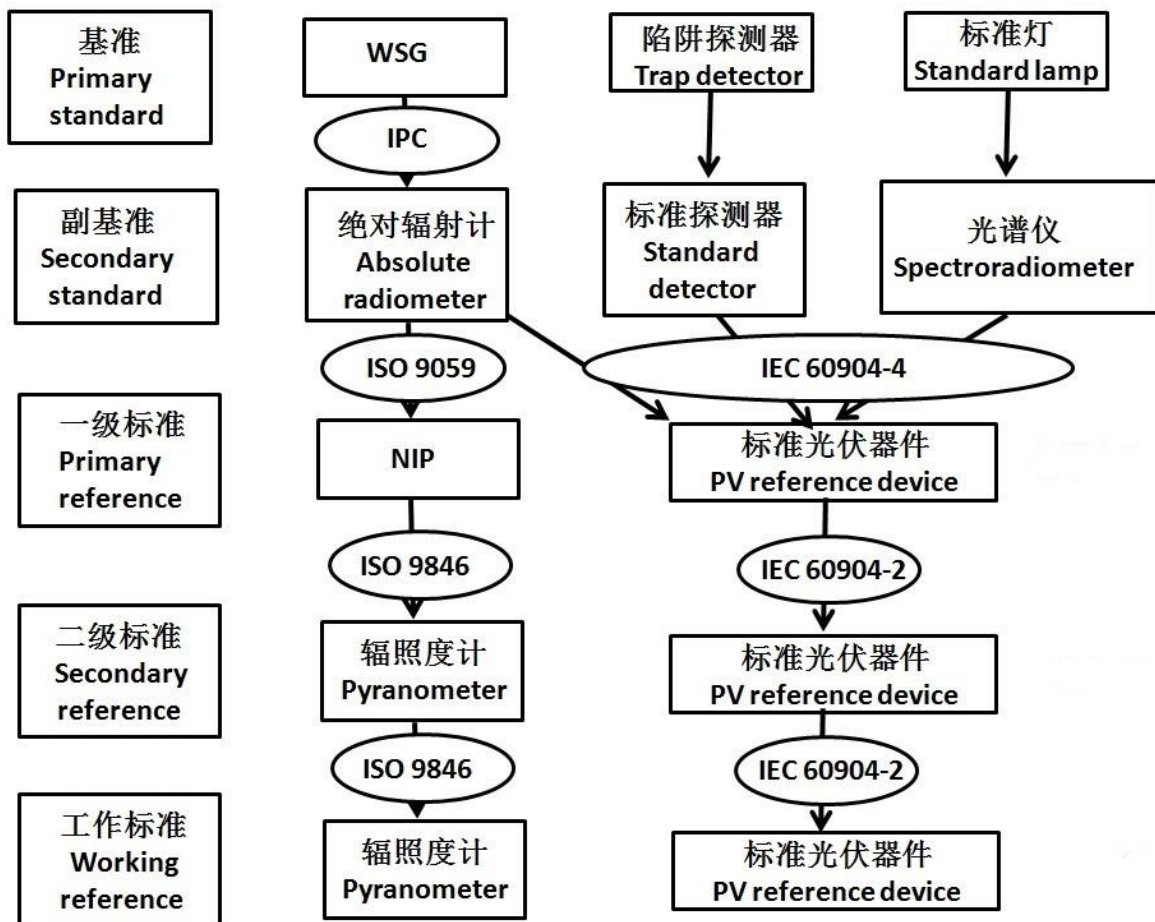 基准
Primary
standard
WSG
陷阱探测器
Trap detector
标准灯
Standard lamp
IPC
副基准
Secondary
standard
绝对辐射计
Absolute
radiometer
标准探测器
Standard
detector
光谱仪
Spectroradiometer
ISO 9059
IEC 60904-4
一级标准
Primary
reference
NIP
标准光伏器件
PV reference device
ISO 9846
IEC 60904-2
二级标准
Secondary
reference
辐照度计
Pyranometer
标准光伏器件
PV reference device
ISO 9846
IEC 60904-2
工作标准
Working
reference
辐照度计
Pyranometer
标准光伏器件
PV reference device